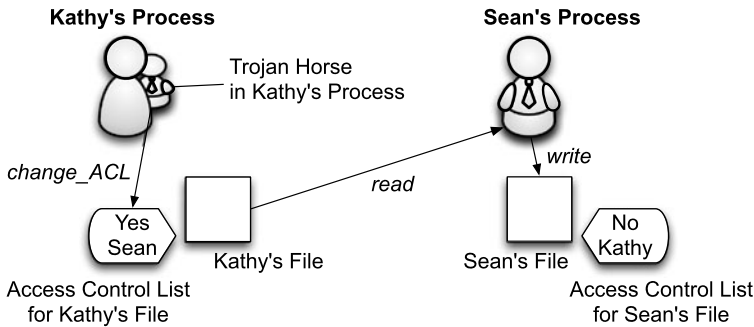 Kathy's Process
Sean's Process
Trojan Horse
in Kathy's Process
change_ACL
write
read
Yes
Sean
No
Kathy
Kathy's File
Sean's File
Access Control List
for Kathy's File
Access Control List
for Sean's File